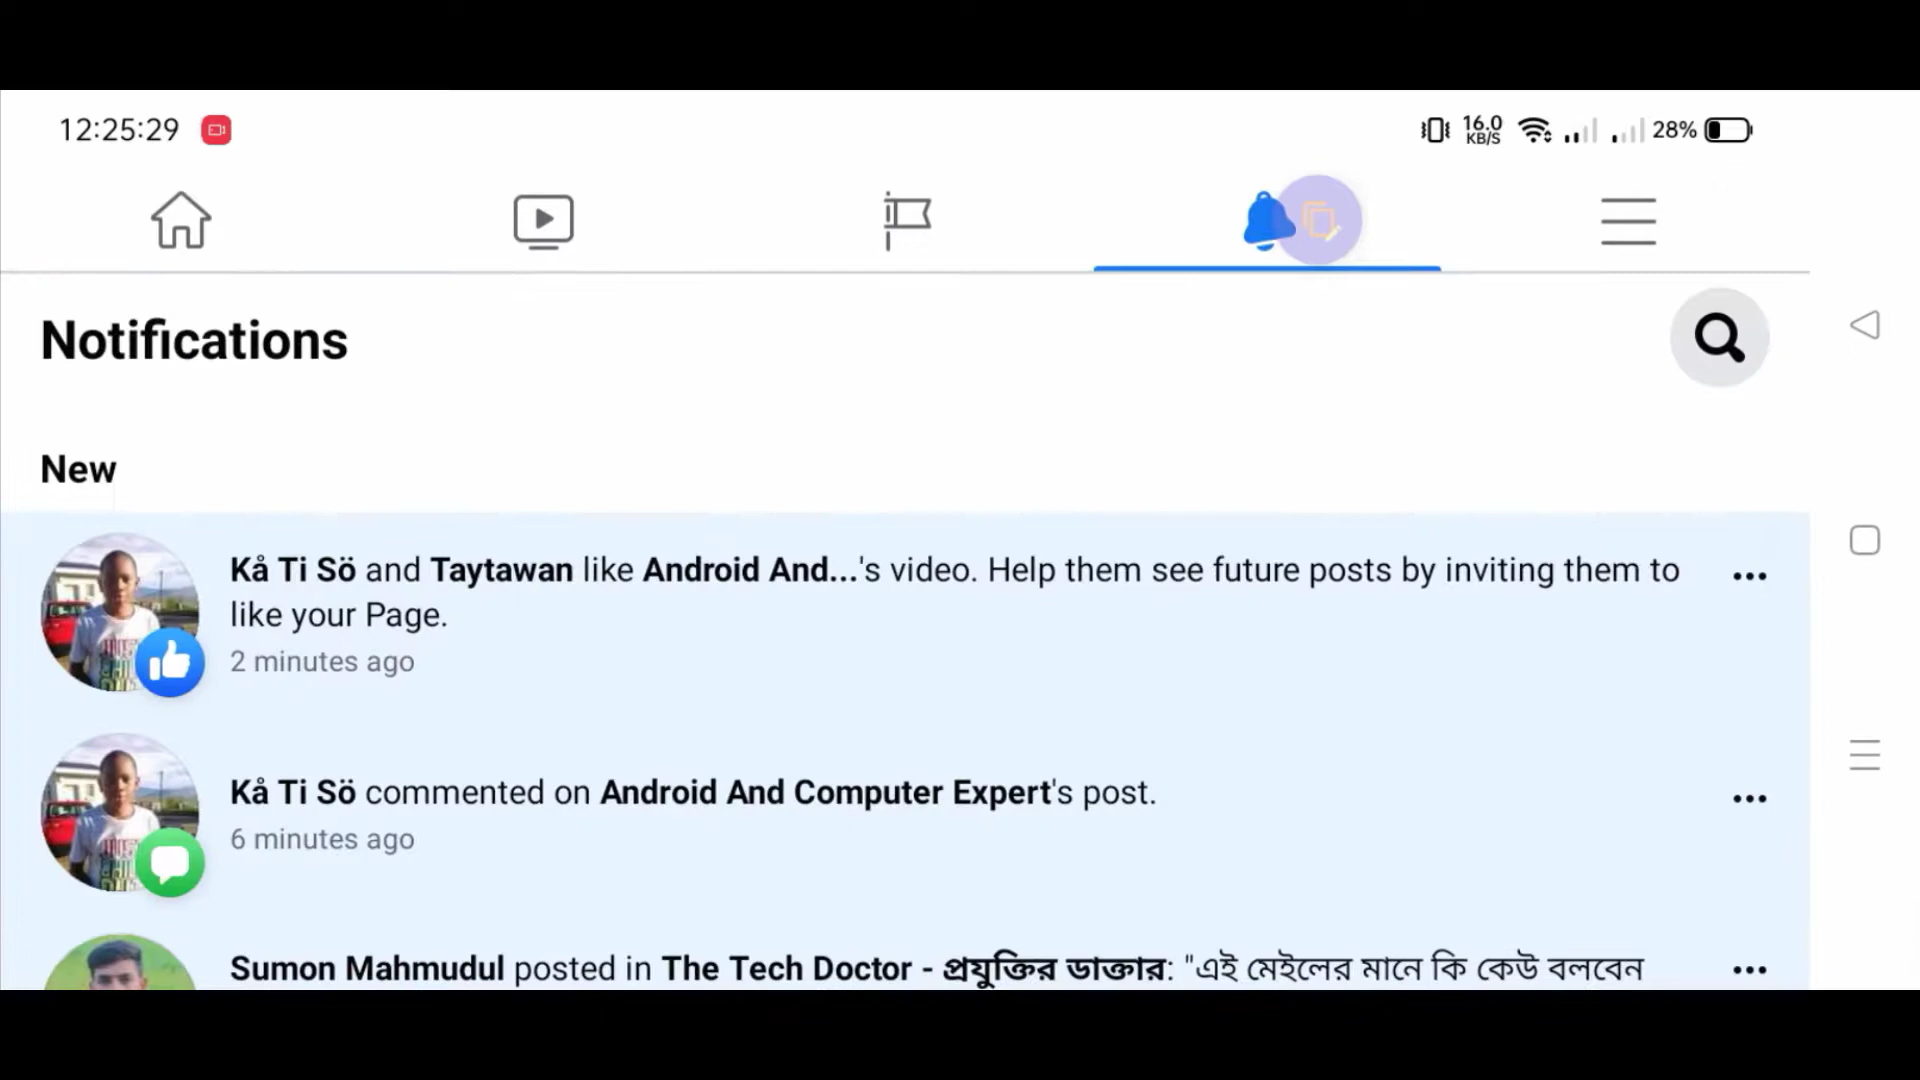 12:25:29 16.0 KB/S 28%
Notifications
New
Kå Ti Sö and Taytawan like Android And...'s video. Help them see future posts by inviting them to
like your Page.
2 minutes ago
Kå Ti Sö commented on Android And Computer Expert's post.
6 minutes ago
Sumon Mahmudul posted in The Tech Doctor - প্রযুক্তির ডাক্তার: "এই মেইলের মানে কি কেউ বলবেন